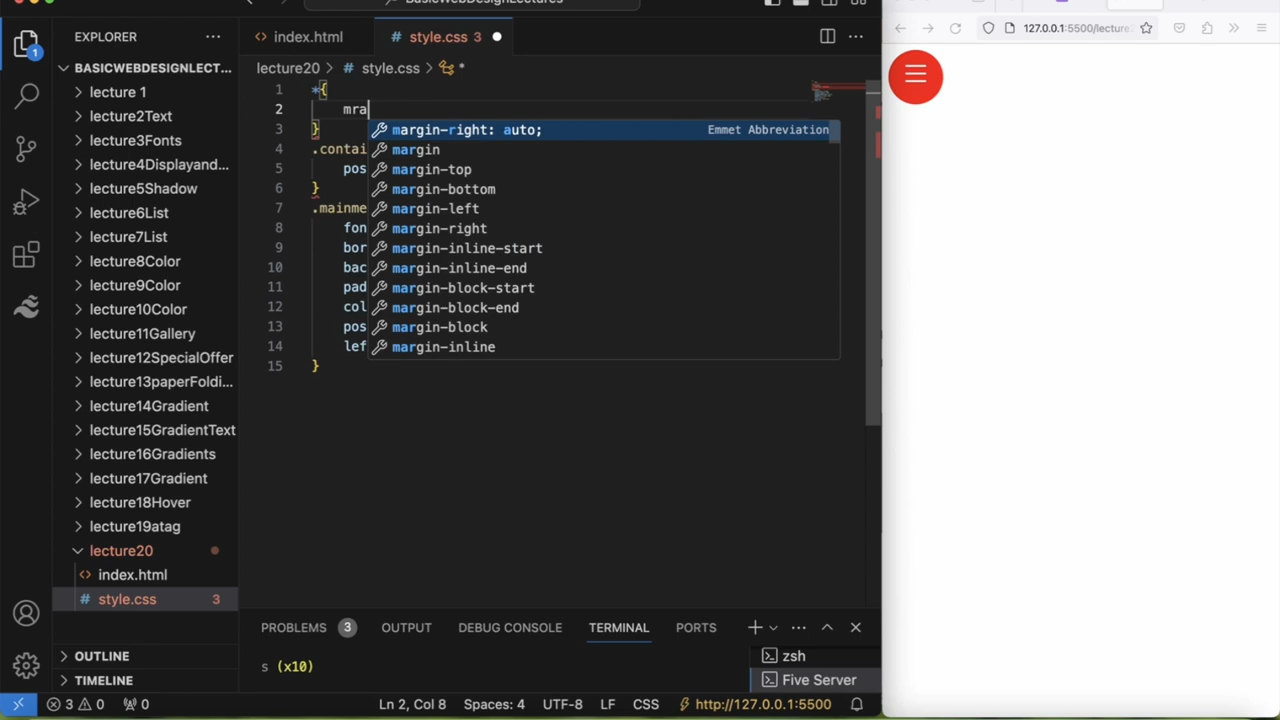 BasicWebDesignLectures
EXPLORER
BASICWEBDESIGNLECT...
lecture 1
lecture2Text
lecture3Fonts
lecture4Displayand...
lecture5Shadow
lecture6List
lecture7List
lecture8Color
lecture9Color
lecture10Color
lecture11Gallery
lecture12SpecialOffer
lecture13paperFoldi...
lecture14Gradient
lecture15GradientText
lecture16Gradients
lecture17Gradient
lecture18Hover
lecture19atag
lecture20
<> index.html
# style.css 3
OUTLINE
TIMELINE
1
<> index.html # style.css 3
lecture20 > # style.css > *
1 *{
2 mra
3 }
4 .contai
5 pos
6 }
7 .mainme
8 fon
9 bor
10 bac
11 pad
12 col
13 pos
14 lef
15 }
margin-right: auto; Emmet Abbreviation
margin
margin-top
margin-bottom
margin-left
margin-right
margin-inline-start
margin-inline-end
margin-block-start
margin-block-end
margin-block
margin-inline
PROBLEMS 3 OUTPUT DEBUG CONSOLE TERMINAL PORTS
s (x10)
zsh
Five Server
3 0 0 Ln 2, Col 8 Spaces: 4 UTF-8 LF CSS http://127.0.0.1:5500
127.0.0.1:5500/lecture